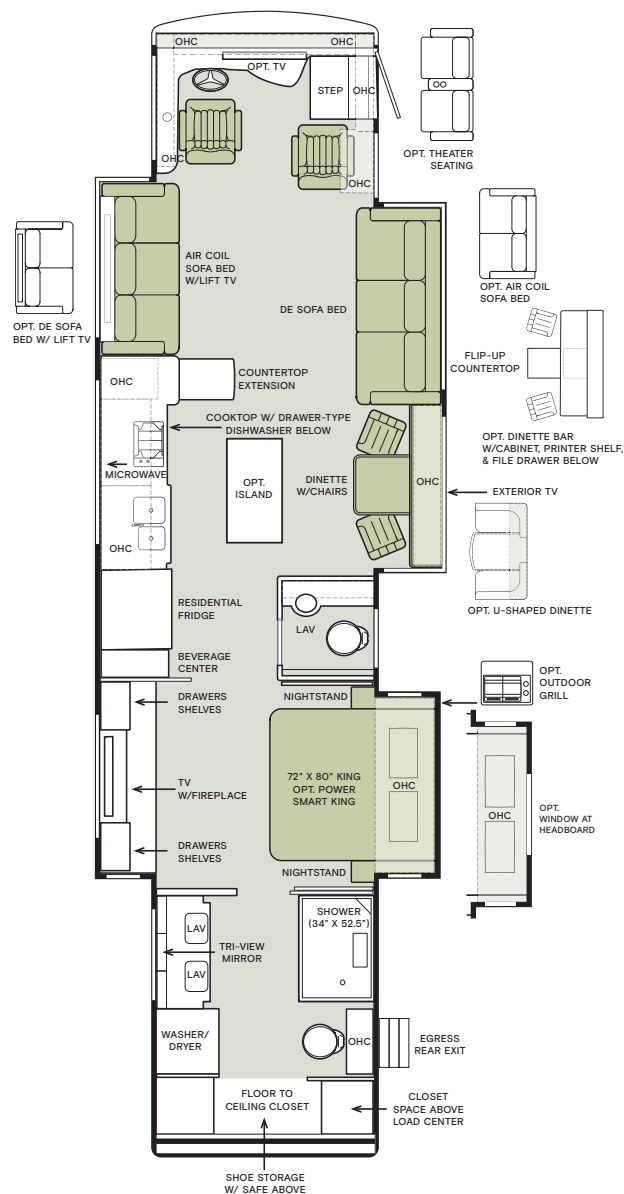 OHC
OHC
OPT. TV
STEP
OHC
OHC
OHC
OPT. THEATER
SEATING
AIR COIL
SOFA BED
W/LIFT TV
DE SOFA BED
OPT. DE SOFA
BED W/ LIFT TV
OPT. AIR COIL
SOFA BED
FLIP-UP
COUNTERTOP
OHC
COUNTERTOP
EXTENSION
COOKTOP W/ DRAWER-TYPE
DISHWASHER BELOW
OPT. DINETTE BAR
W/CABINET, PRINTER SHELF,
& FILE DRAWER BELOW
MICROWAVE
OPT.
ISLAND
DINETTE
W/CHAIRS
OHC
EXTERIOR TV
OHC
RESIDENTIAL
FRIDGE
LAV
OPT. U-SHAPED DINETTE
BEVERAGE
CENTER
DRAWERS
SHELVES
NIGHTSTAND
OPT.
OUTDOOR
GRILL
TV
W/FIREPLACE
72" X 80" KING
OPT. POWER
SMART KING
OHC
OHC
OPT.
WINDOW AT
HEADBOARD
DRAWERS
SHELVES
NIGHTSTAND
LAV
LAV
TRI-VIEW
MIRROR
SHOWER
(34" X 52.5")
WASHER/
DRYER
OHC
EGRESS
REAR EXIT
FLOOR TO
CEILING CLOSET
CLOSET
SPACE ABOVE
LOAD CENTER
SHOE STORAGE
W/ SAFE ABOVE